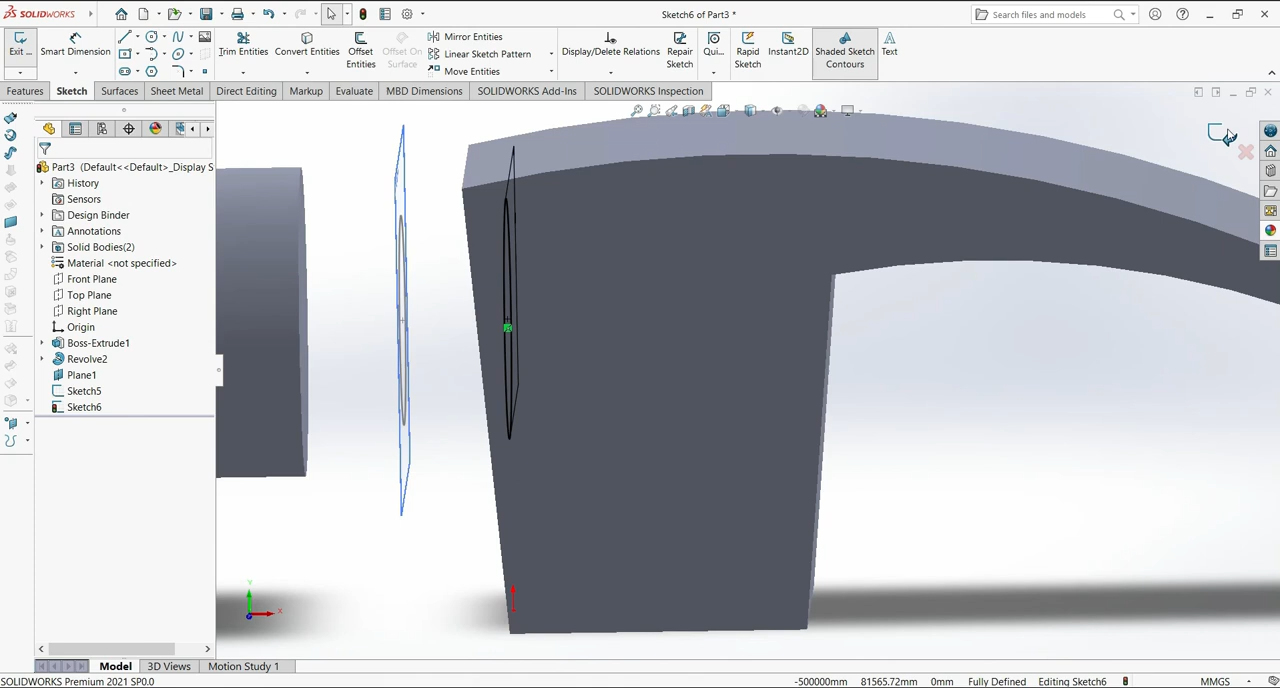 SOLIDWORKS
Sketch6 of Part3 *
Search files and models
Exit ...
Smart Dimension
Trim Entities
Convert Entities
Offset Entities
Offset On Surface
Mirror Entities
Linear Sketch Pattern
Move Entities
Display/Delete Relations
Repair Sketch
Qui...
Rapid Sketch
Instant2D
Shaded Sketch Contours
Text
Features
Sketch
Surfaces
Sheet Metal
Direct Editing
Markup
Evaluate
MBD Dimensions
SOLIDWORKS Add-Ins
SOLIDWORKS Inspection
Part3 (Default<<Default>_Display S
History
Sensors
Design Binder
Annotations
Solid Bodies(2)
Material <not specified>
Front Plane
Top Plane
Right Plane
Origin
Boss-Extrude1
Revolve2
Plane1
Sketch5
Sketch6
Y
X
Model
3D Views
Motion Study 1
SOLIDWORKS Premium 2021 SP0.0
-500000mm
81565.72mm
0mm
Fully Defined
Editing Sketch6
MMGS